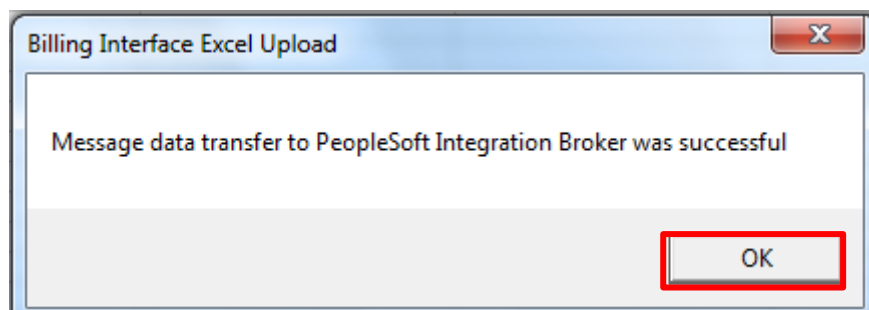 Billing Interface Excel Upload
Message data transfer to PeopleSoft Integration Broker was successful
OK